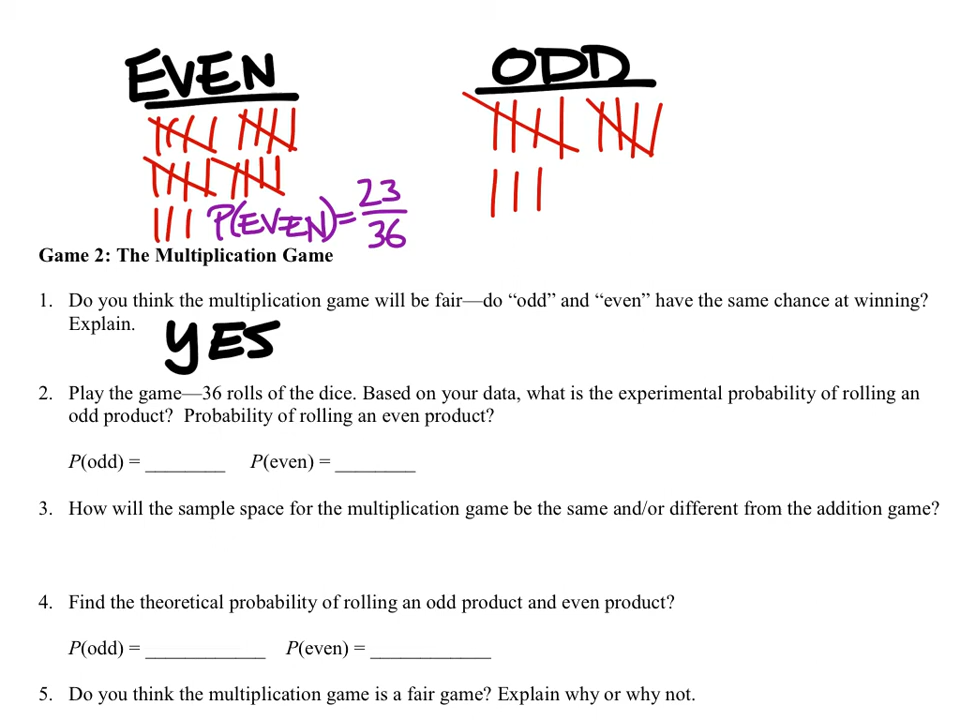 EVEN ODD
P(EVEN)= 23/36
Game 2: The Multiplication Game
1. Do you think the multiplication game will be fair—do “odd” and “even” have the same chance at winning?
Explain.
YES
2. Play the game—36 rolls of the dice. Based on your data, what is the experimental probability of rolling an
odd product? Probability of rolling an even product?
P(odd) = ________ P(even) = ________
3. How will the sample space for the multiplication game be the same and/or different from the addition game?
4. Find the theoretical probability of rolling an odd product and even product?
P(odd) = ____________ P(even) = ____________
5. Do you think the multiplication game is a fair game? Explain why or why not.